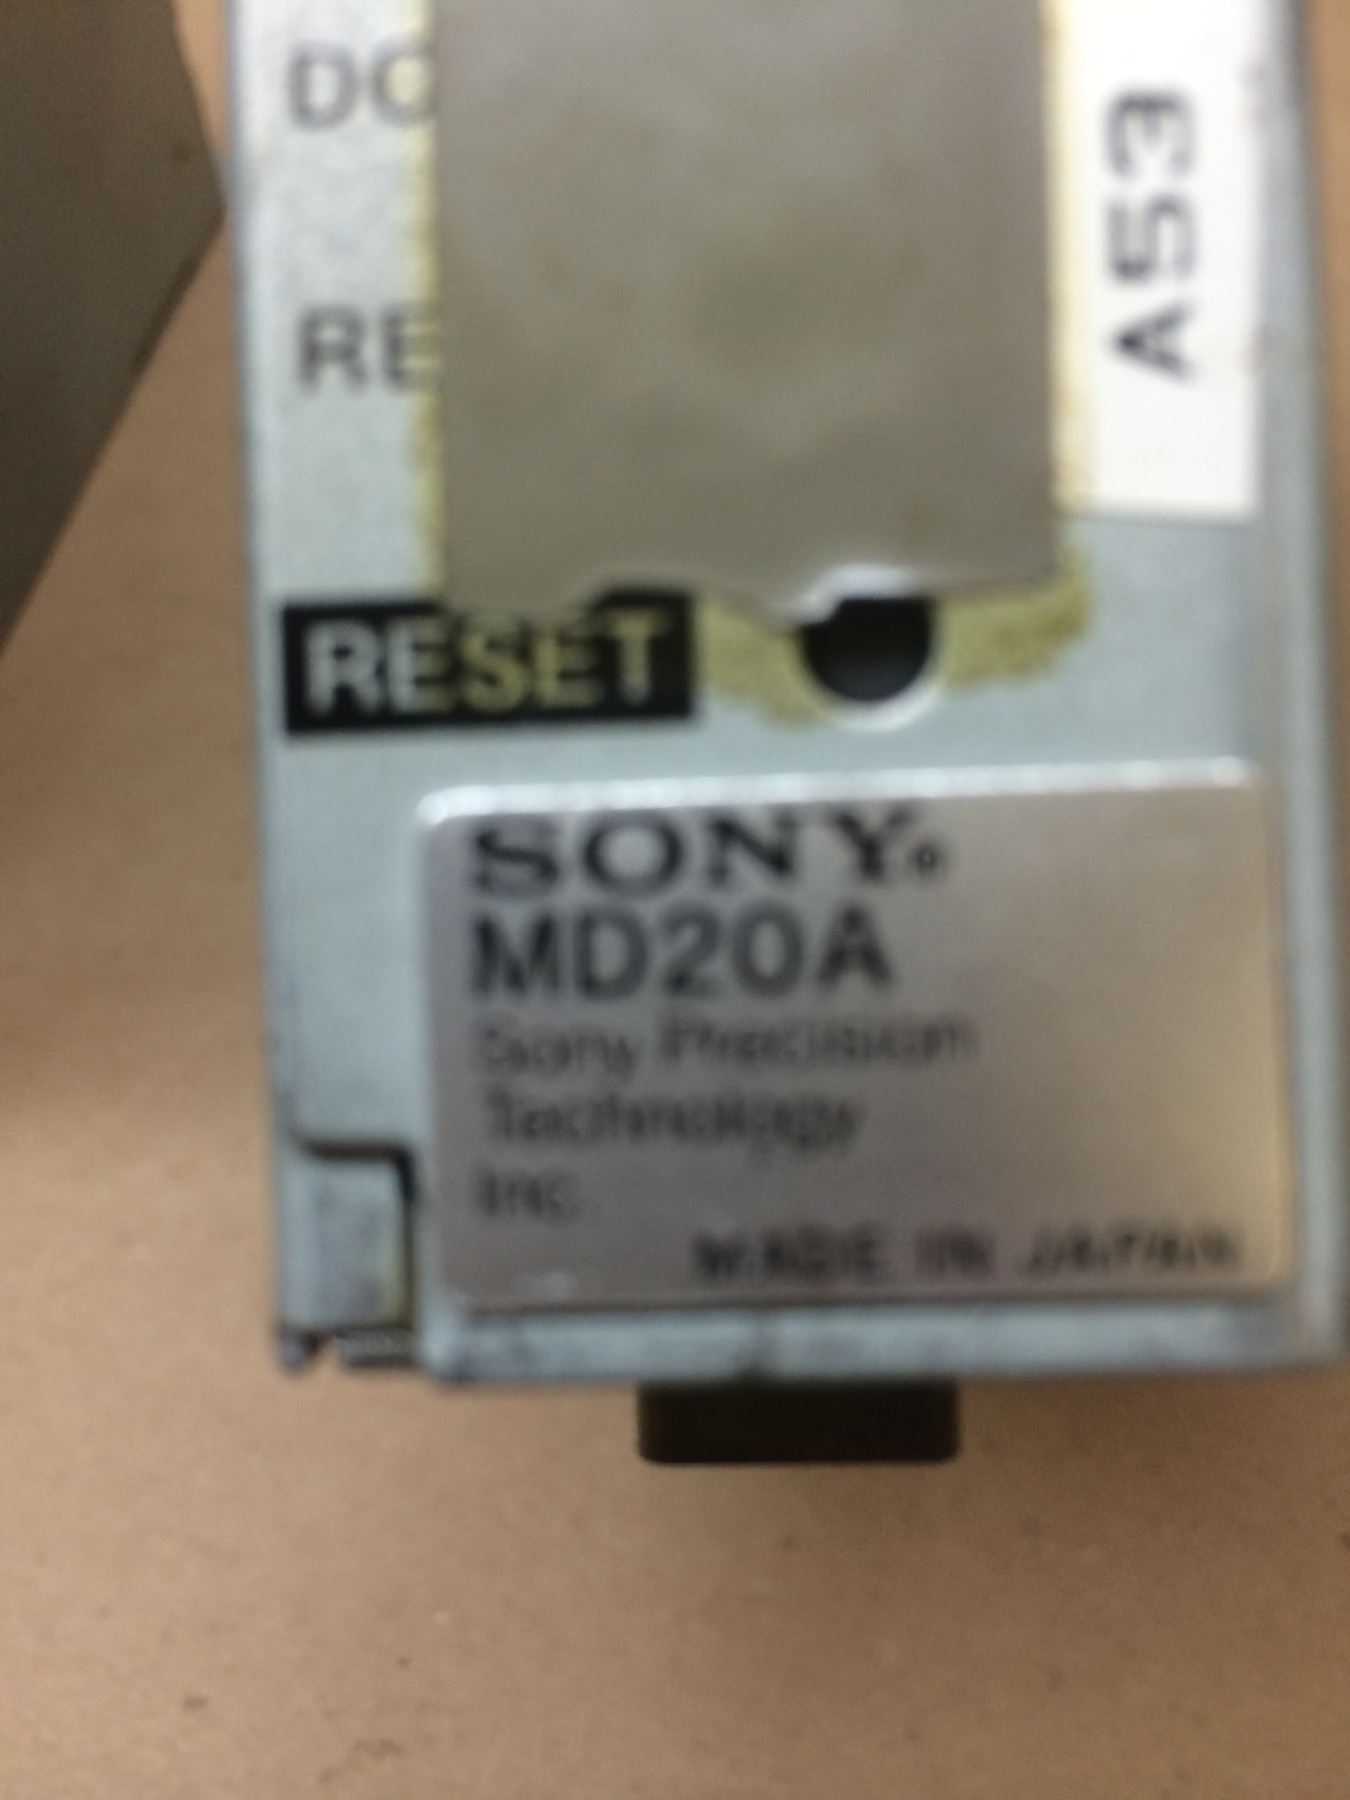 DC
RE
A53
RESET
SONY®
MD20A
Sony Precision
Technology
Inc.
MADE IN JAPAN